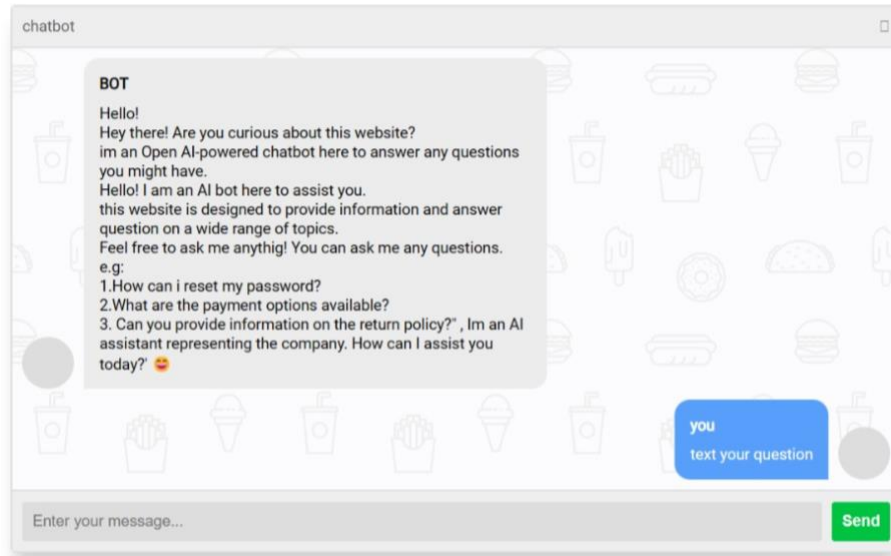 chatbot
BOT
Hello!
Hey there! Are you curious about this website?
im an Open AI-powered chatbot here to answer any questions
you might have.
Hello! I am an AI bot here to assist you.
this website is designed to provide information and answer
question on a wide range of topics.
Feel free to ask me anythig! You can ask me any questions.
e.g:
1.How can i reset my password?
2.What are the payment options available?
3. Can you provide information on the return policy?" , Im an AI
assistant representing the company. How can I assist you
today?' 😄
you
text your question
Enter your message...
Send